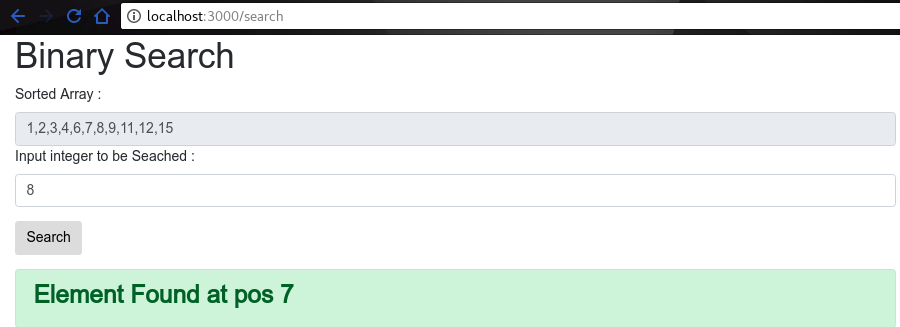 localhost:3000/search
Binary Search
Sorted Array :
1,2,3,4,6,7,8,9,11,12,15
Input integer to be Seached :
8
Search
Element Found at pos 7